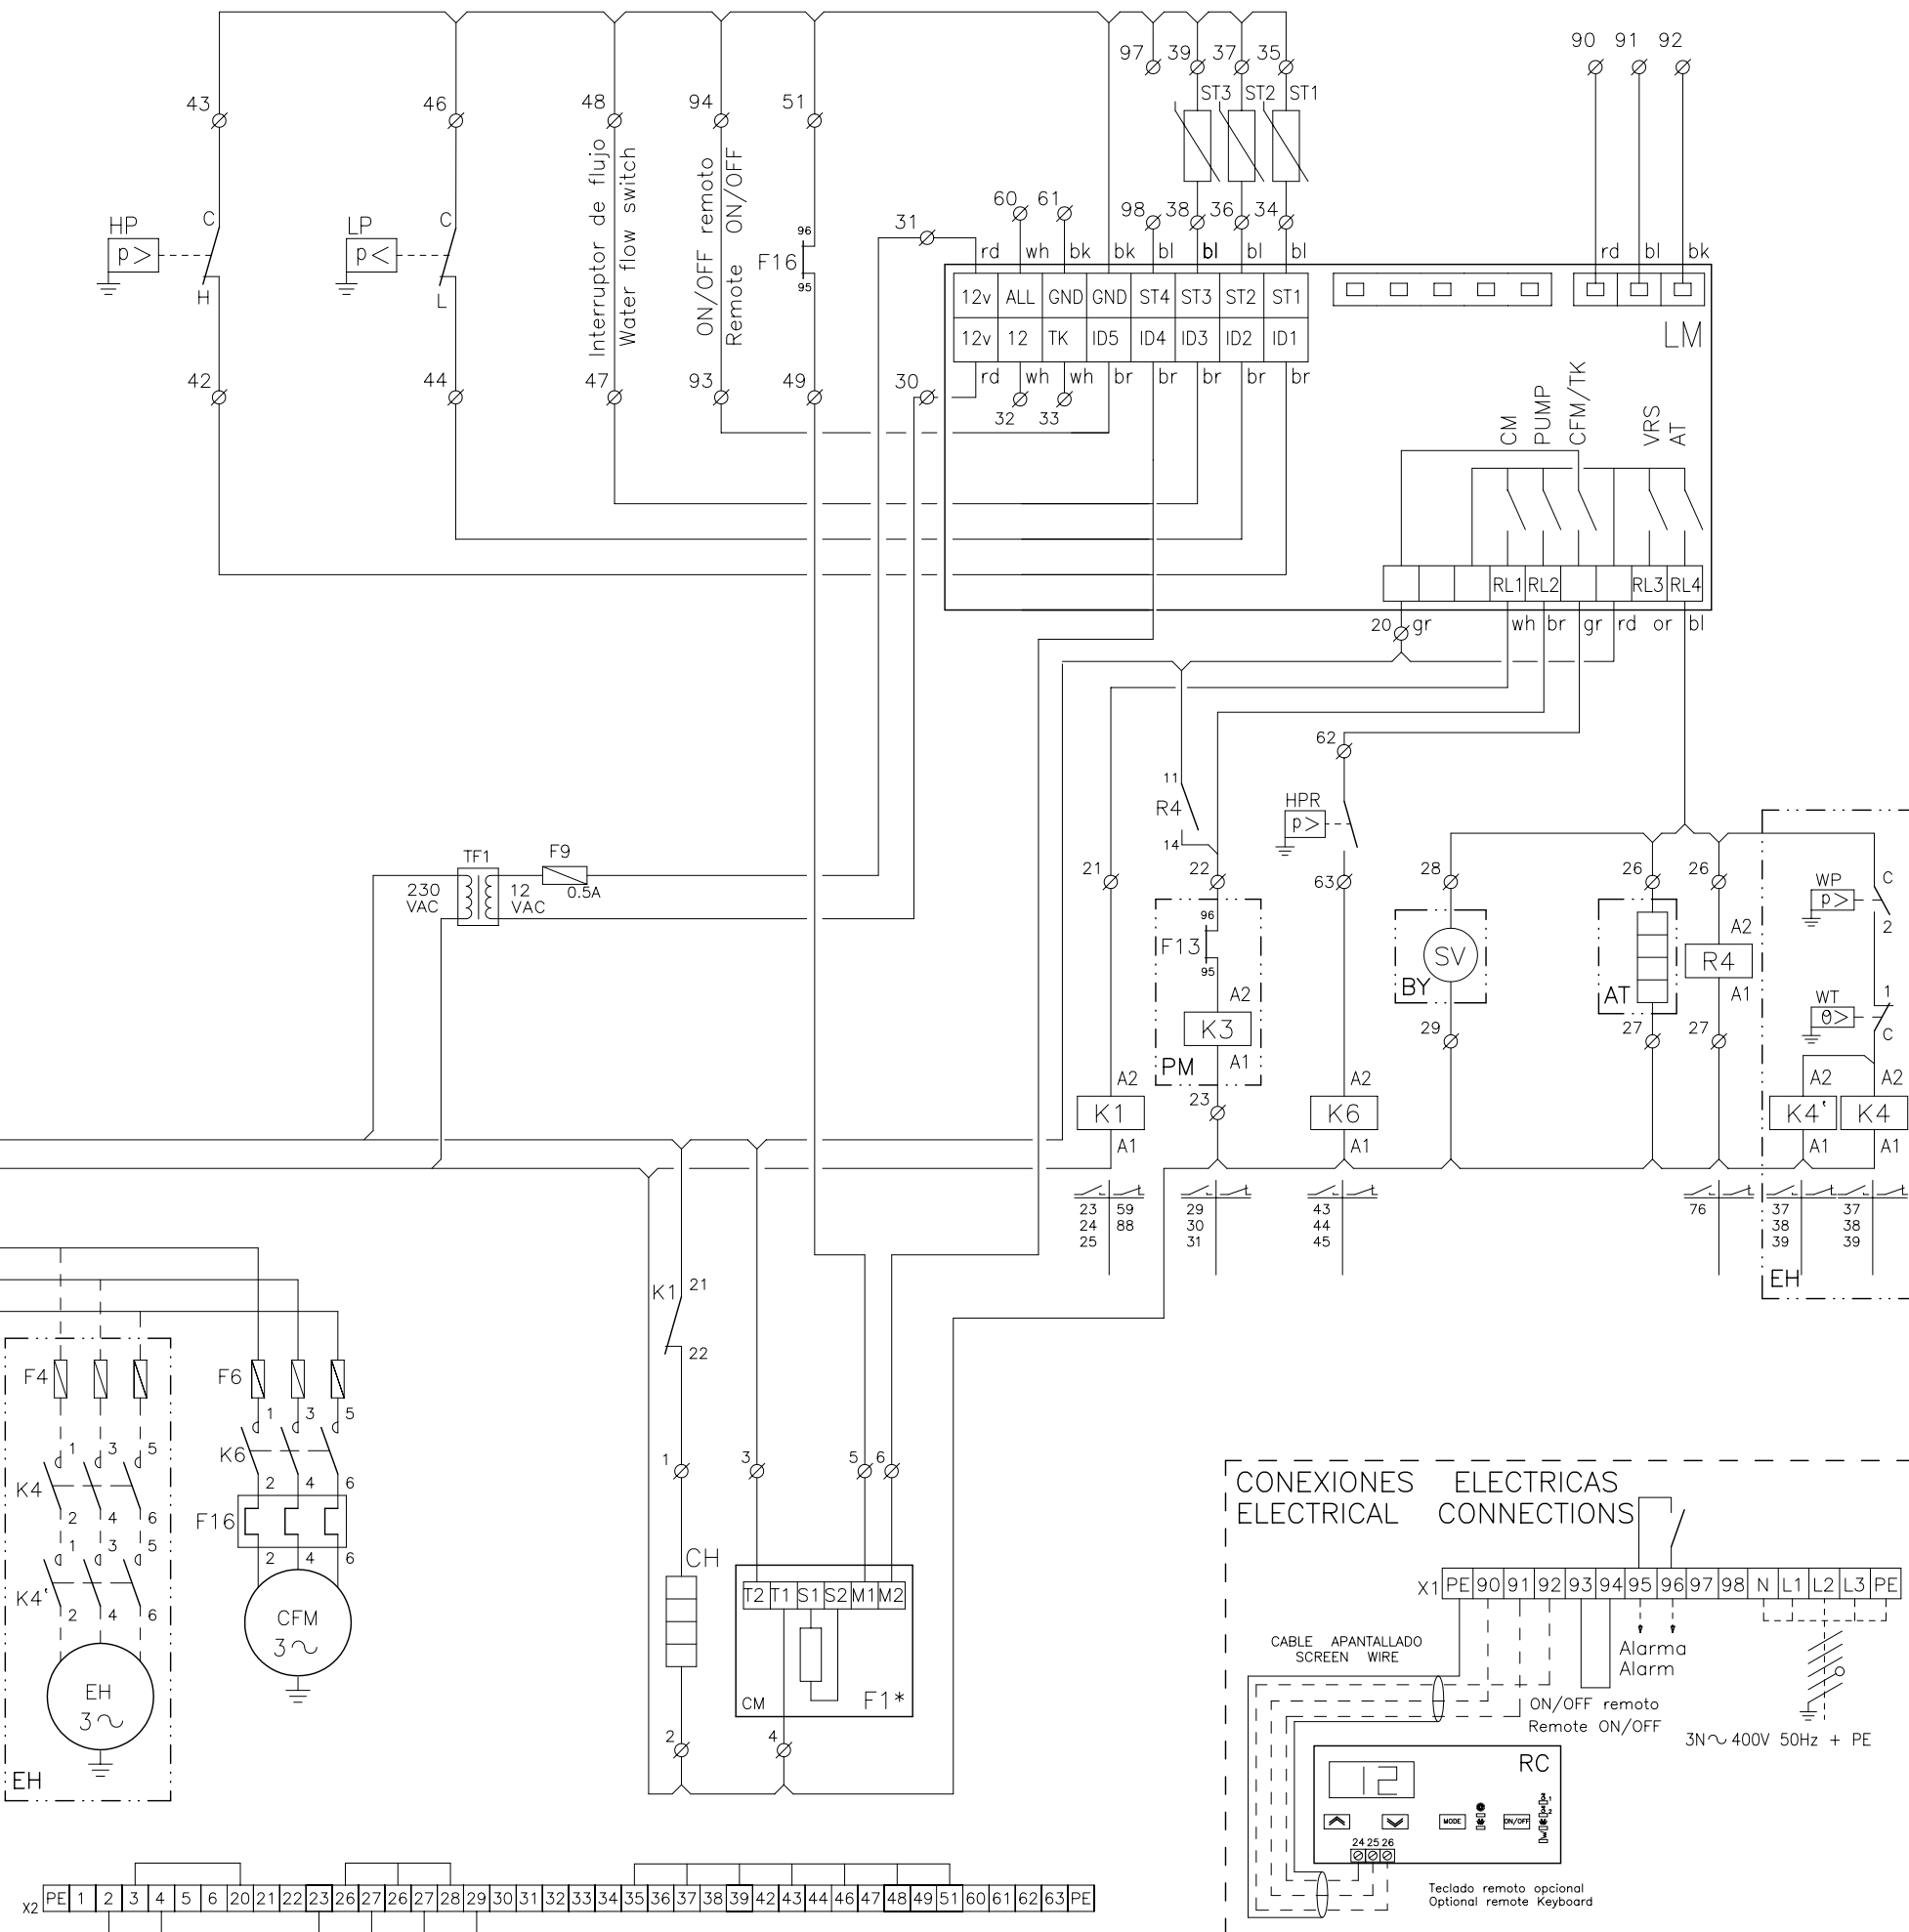 97 39 37 35
90 91 92
43 46 48 94 51
ST3 ST2 ST1
Interruptor de flujo
Water flow switch
ON/OFF remoto
Remote ON/OFF
HP C
p>
H
LP C
p<
L
96
F16
95
31 60 61 98 38 36 34
rd wh bk bk bl bl bl bl
rd bl bk
12v ALL GND GND ST4 ST3 ST2 ST1
12v 12 TK ID5 ID4 ID3 ID2 ID1
LM
rd wh wh br br br br br
42 44 47 93 49 30
32 33
CM
PUMP
CFM/TK
VRS
AT
RL1 RL2 RL3 RL4
20 gr wh br gr rd or bl
62
11
R4
14
HPR
p>
TF1
230
VAC
12
VAC
F9
0.5A
21 22 63 28 26 26
96
F13
95
A2
K3
A1
PM
23
SV
BY
29
AT
27
A2
R4
A1
27
WP C
p>
2
WT 1
θ>
C
A2
K1
A1
A2
K6
A1
A2
K4'
A1
A2
K4
A1
23 59
24 88
25
29
30
31
43
44
45
76
37
38
39
37
38
39
EH
K1 21
22
F4
F6
1 3 5
K6
2 4 6
F16
2 4 6
CFM
3~
1 3 5
K4
2 4 6
1 3 5
K4'
2 4 6
EH
3~
EH
1 3 5 6
CH
T2 T1 S1 S2 M1 M2
CM F1*
2 4
CONEXIONES ELECTRICAS
ELECTRICAL CONNECTIONS
X1 PE 90 91 92 93 94 95 96 97 98 N L1 L2 L3 PE
CABLE APANTALLADO
SCREEN WIRE
Alarma
Alarm
ON/OFF remoto
Remote ON/OFF
3N~ 400V 50Hz + PE
RC
12
MODE
ON/OFF
24 25 26
Teclado remoto opcional
Optional remote Keyboard
X2 PE 1 2 3 4 5 6 20 21 22 23 26 27 26 27 28 29 30 31 32 33 34 35 36 37 38 39 42 43 44 46 47 48 49 51 60 61 62 63 PE